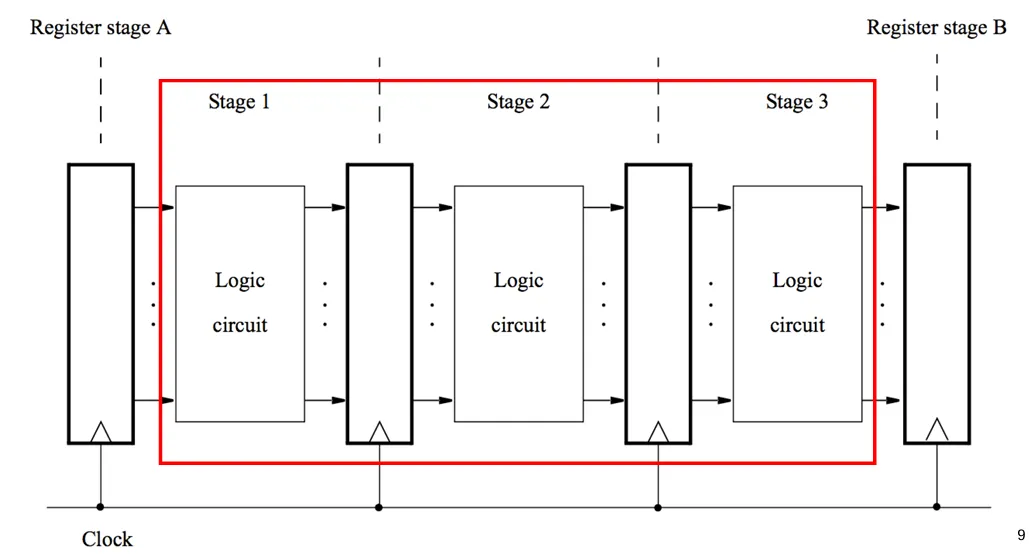 Register stage A
Register stage B
Stage 1
Stage 2
Stage 3
Logic
circuit
Logic
circuit
Logic
circuit
Clock
9